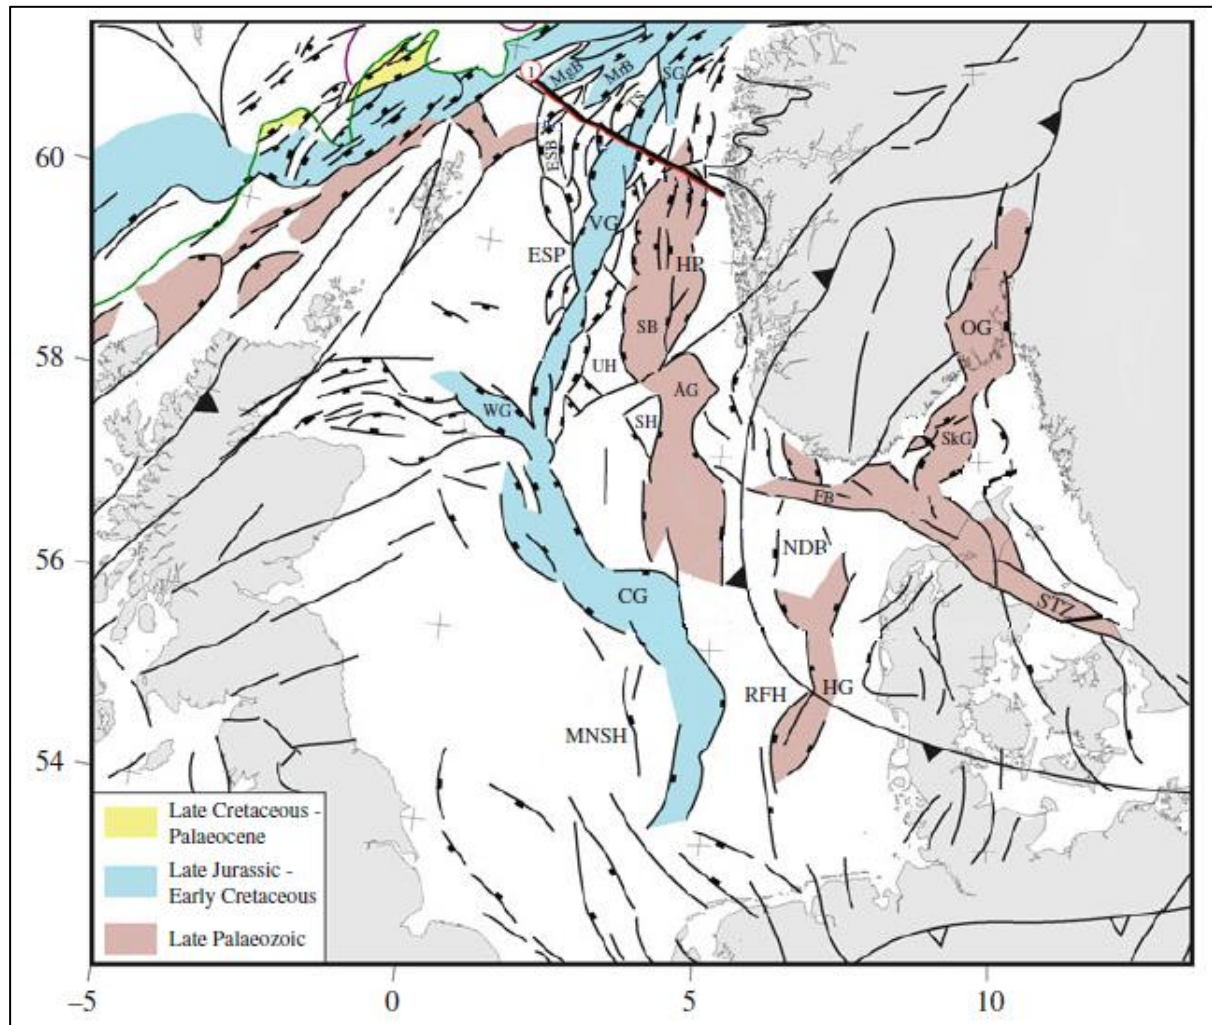 1
MgB
MrB
SG
TS
60
ESB
VG
ESP
HP
SB
OG
58
UH
ÅG
WG
SH
SkG
FB
56
NDB
CG
STZ
RFH
HG
MNSH
54
Late Cretaceous -
Palaeocene
Late Jurassic -
Early Cretaceous
Late Palaeozoic
−5
0
5
10